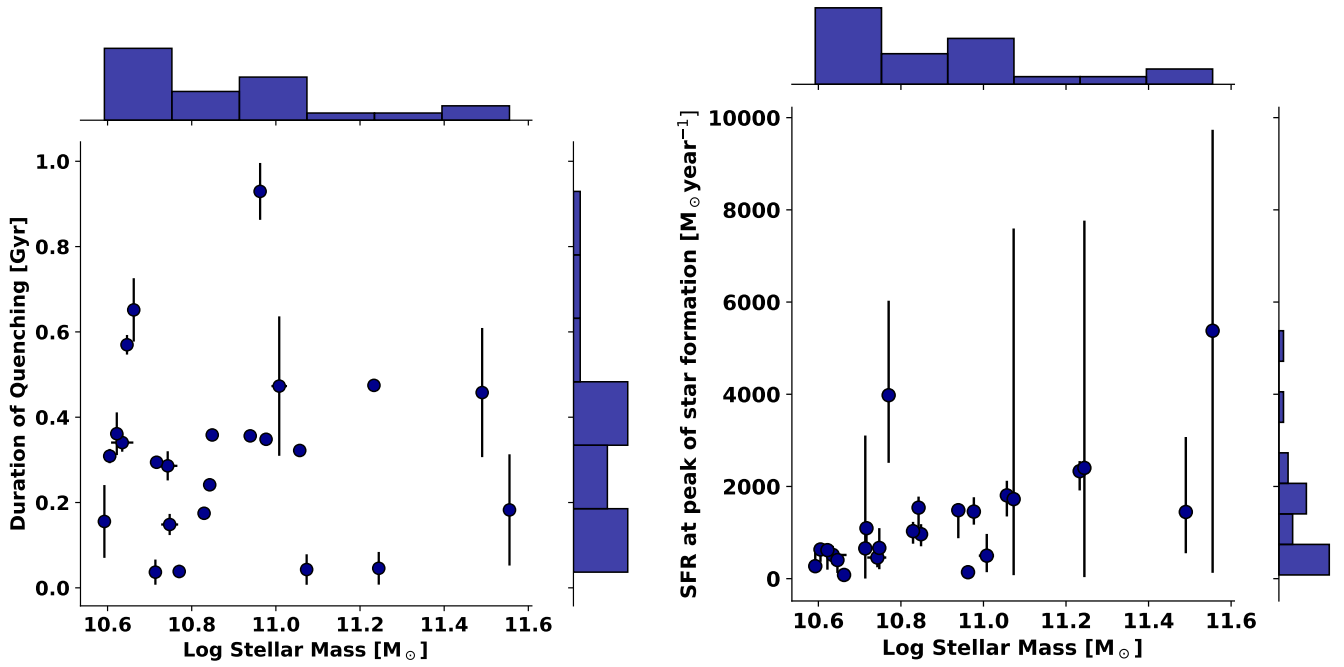 Duration of Quenching [Gyr]
1.0
0.8
0.6
0.4
0.2
0.0
10.6 10.8 11.0 11.2 11.4 11.6
Log Stellar Mass [M⊙]
SFR at peak of star formation [M⊙year⁻¹]
10000
8000
6000
4000
2000
0
10.6 10.8 11.0 11.2 11.4 11.6
Log Stellar Mass [M⊙]